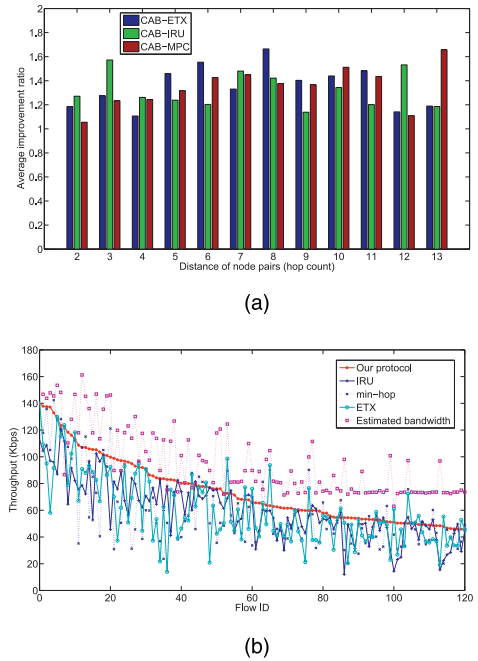 2
1.8
1.6
1.4
1.2
1
0.8
0.6
0.4
0.2
0
Average improvement ratio
CAB-ETX
CAB-IRU
CAB-MPC
2 3 4 5 6 7 8 9 10 11 12 13
Distance of node pairs (hop count)
(a)
180
160
140
120
100
80
60
40
20
0
Throughput (Kbps)
Our protocol
IRU
min-hop
ETX
Estimated bandwidth
0 20 40 60 80 100 120
Flow ID
(b)